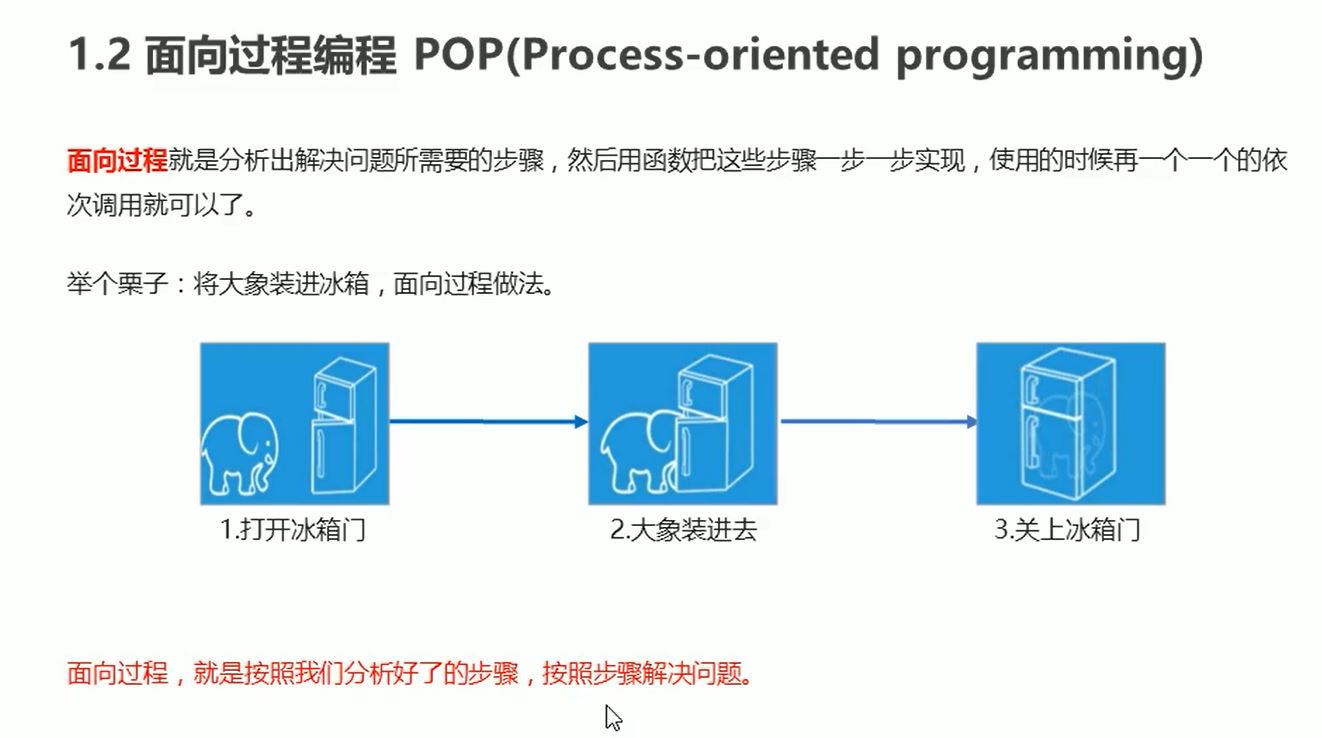 1.2 面向过程编程 POP(Process-oriented programming)
面向过程就是分析出解决问题所需要的步骤，然后用函数把这些步骤一步一步实现，使用的时候再一个一个的依
次调用就可以了。
举个栗子：将大象装进冰箱，面向过程做法。
1.打开冰箱门
2.大象装进去
3.关上冰箱门
面向过程，就是按照我们分析好了的步骤，按照步骤解决问题。